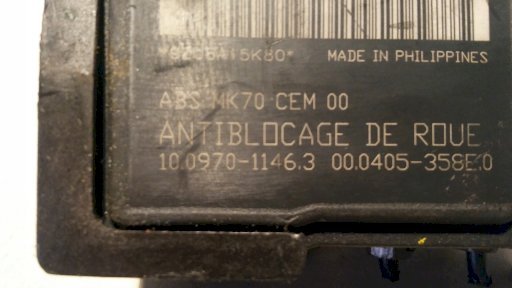 MADE IN PHILIPPINES
ABS MK70 CEM 00
ANTIBLOCAGE DE ROUE
10.0970-1146.3 00.0405-358E.0